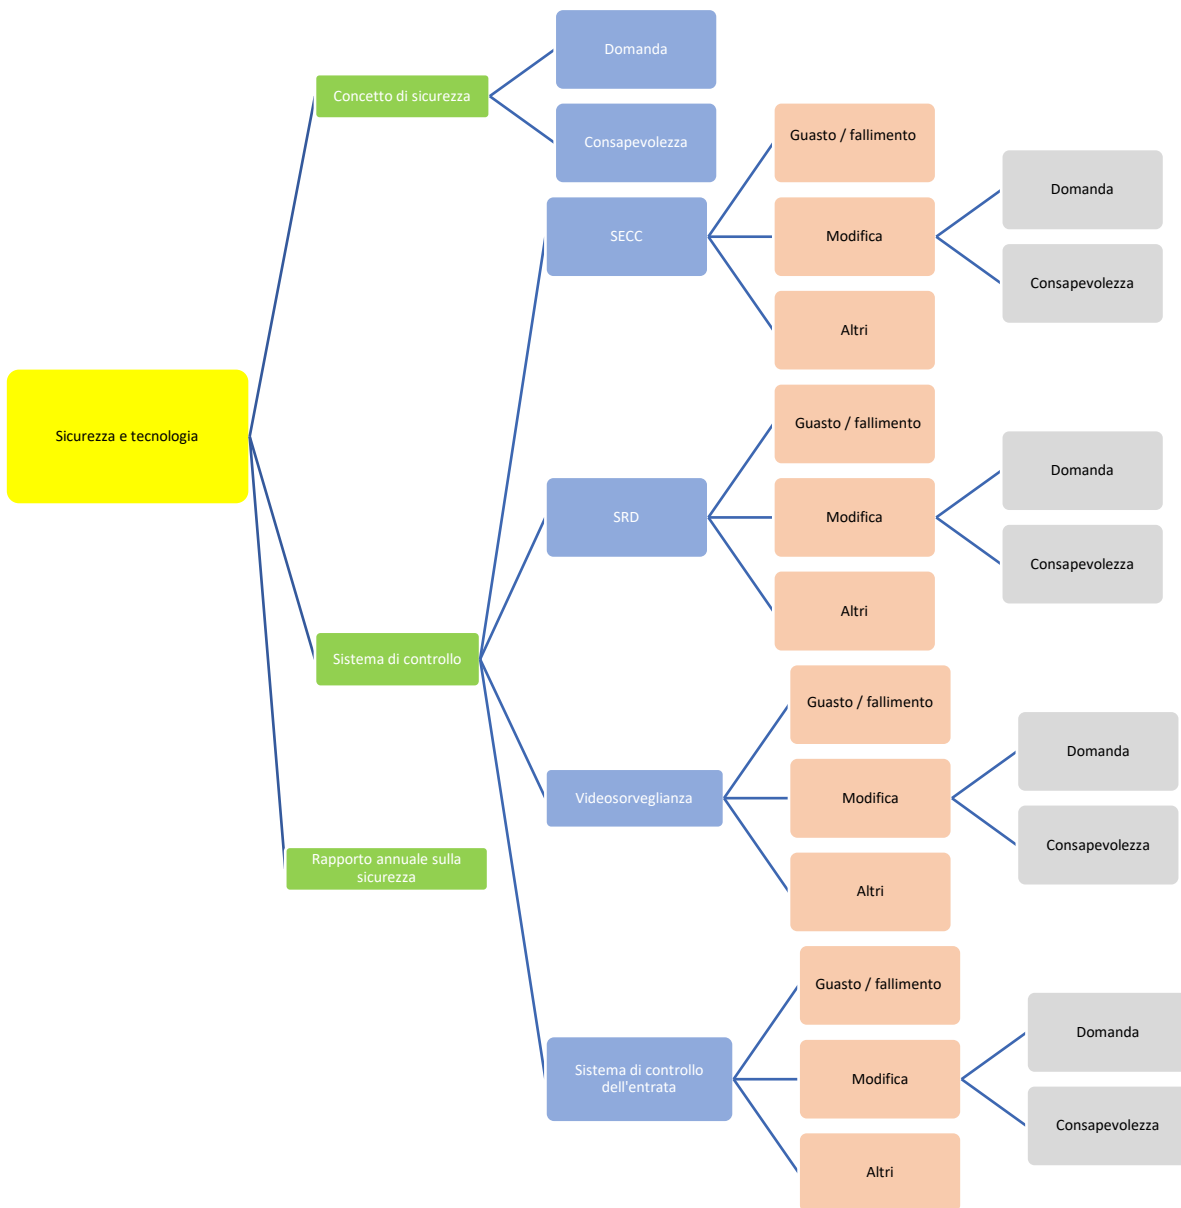 Sicurezza e tecnologia
Concetto di sicurezza
Domanda
Consapevolezza
Sistema di controllo
SECC
Guasto / fallimento
Modifica
Domanda
Consapevolezza
Altri
SRD
Guasto / fallimento
Modifica
Domanda
Consapevolezza
Altri
Videosorveglianza
Guasto / fallimento
Modifica
Domanda
Consapevolezza
Altri
Sistema di controllo
dell'entrata
Guasto / fallimento
Modifica
Domanda
Consapevolezza
Altri
Rapporto annuale sulla
sicurezza